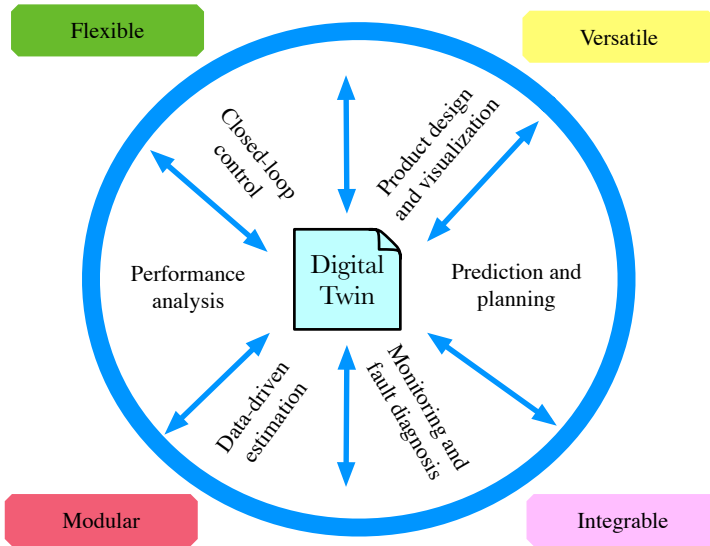 Flexible
Versatile
Closed-loop
control
Product design
and visualization
Performance
analysis
Digital
Twin
Prediction and
planning
Data-driven
estimation
Monitoring and
fault diagnosis
Modular
Integrable